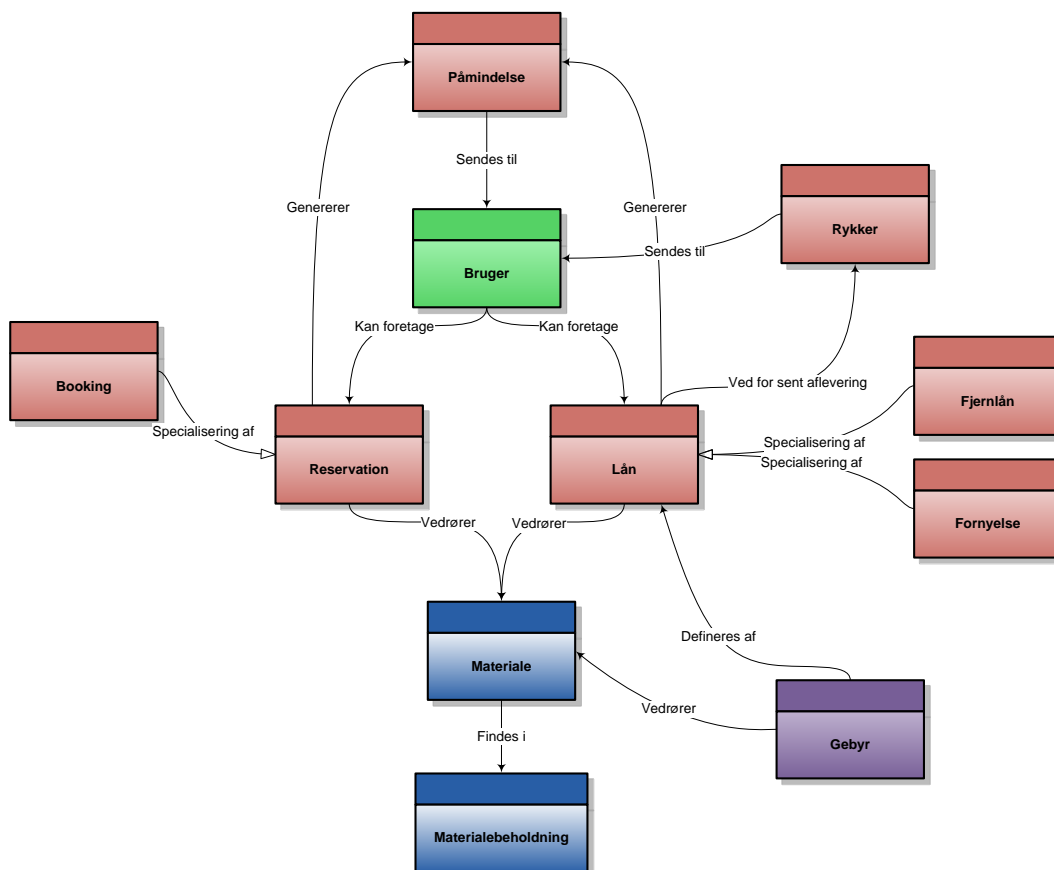 Påmindelse
Sendes til
Genererer
Genererer
Rykker
Sendes til
Bruger
Kan foretage
Kan foretage
Booking
Ved for sent aflevering
Fjernlån
Specialisering af
Specialisering af
Reservation
Lån
Specialisering af
Vedrører
Vedrører
Fornyelse
Defineres af
Materiale
Vedrører
Gebyr
Findes i
Materialebeholdning